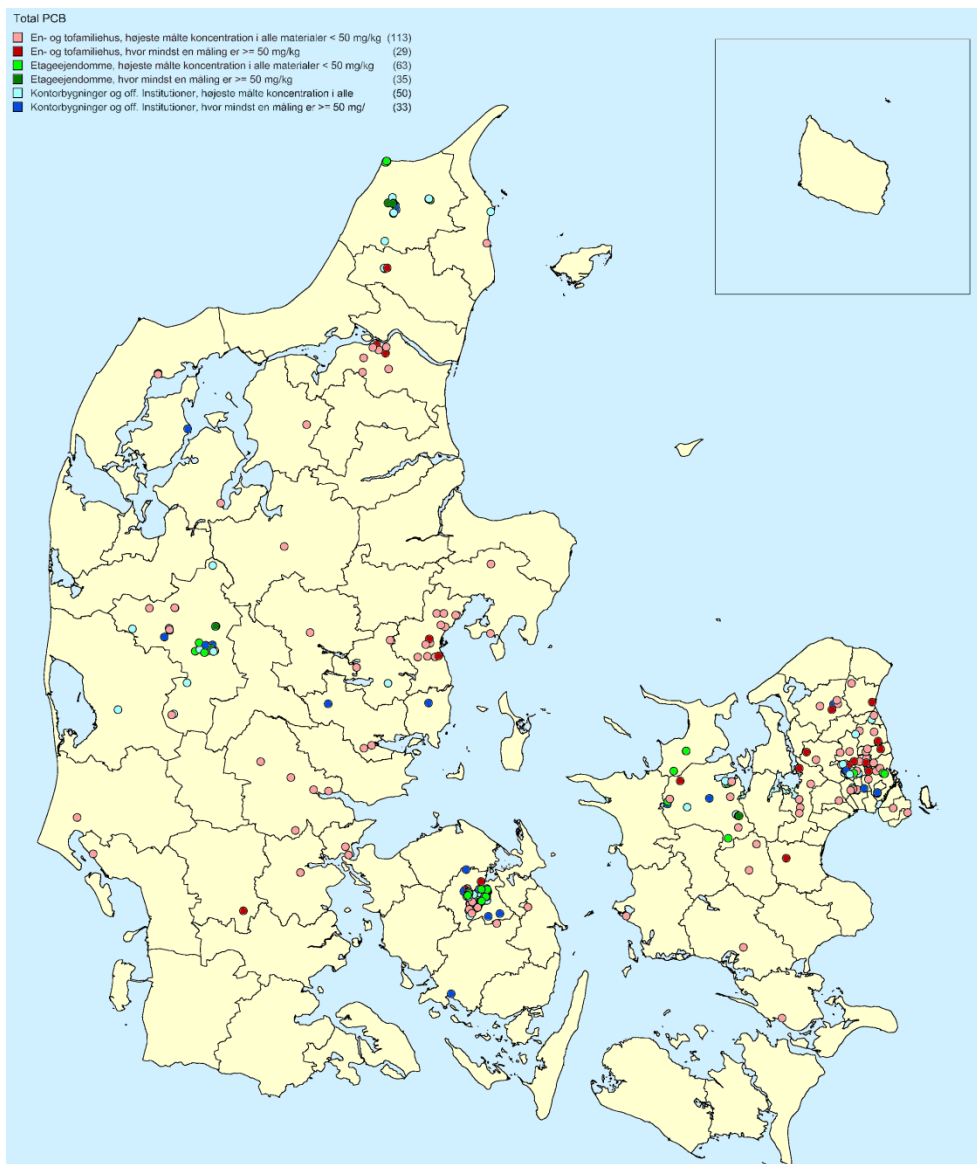 Total PCB
En- og tofamiliehus, højeste målte koncentration i alle materialer < 50 mg/kg (113)
En- og tofamiliehus, hvor mindst en måling er >= 50 mg/kg (29)
Etageejendomme, højeste målte koncentration i alle materialer < 50 mg/kg (63)
Etageejendomme, hvor mindst en måling er >= 50 mg/kg (35)
Kontorbygninger og off. Institutioner, højeste målte koncentration i alle (50)
Kontorbygninger og off. Institutioner, hvor mindst en måling er >= 50 mg/ (33)